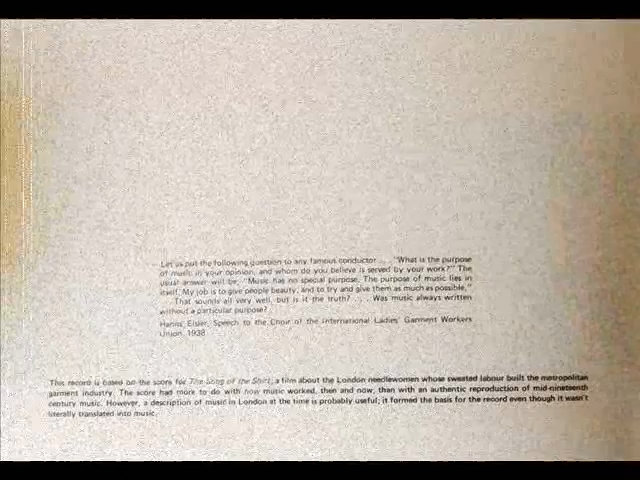 Let us put the following question to any famous conductor . . . "What is the purpose
of music in your opinion, and whom do you believe is served by your work?" The
usual answer will be, "Music has no special purpose. The purpose of music lies in
itself. My job is to give people beauty, and to try and give them as much as possible,"
. . . That sounds all very well, but is it the truth? . . . Was music always written
without a particular purpose?
Hanns Eisler, Speech to the Choir of the International Ladies' Garment Workers
Union, 1938
This record is based on the score for The Song of the Shirt, a film about the London needlewomen whose sweated labour built the metropolitan
garment industry. The score had more to do with how music worked, then and now, than with an authentic reproduction of mid-nineteenth
century music. However, a description of music in London at the time is probably useful; it formed the basis for the record even though it wasn't
literally translated into music.